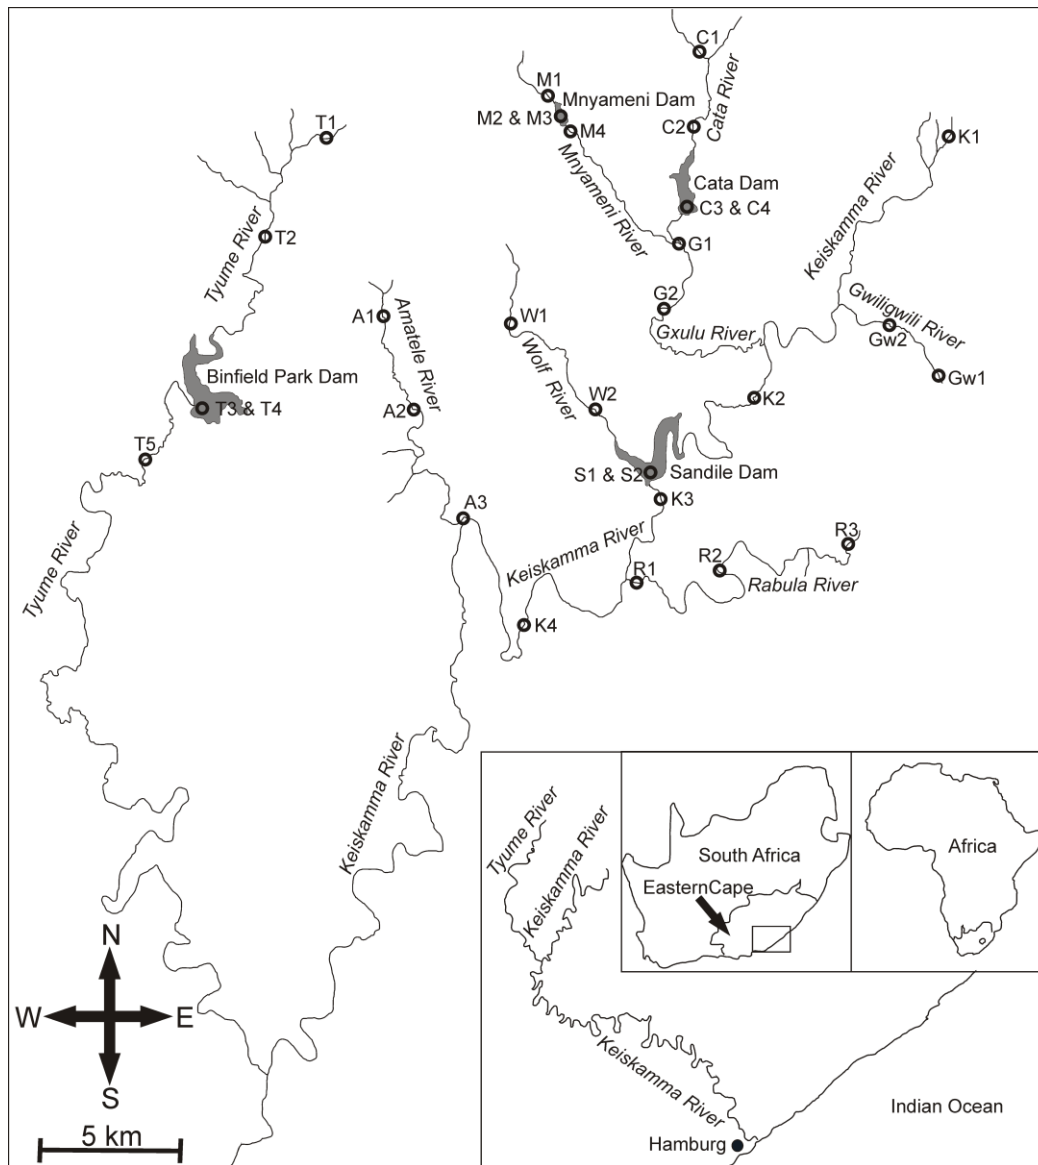 C1
M1
Mnyameni Dam
Cata River
T1
M2 & M3
M4
C2
K1
Mnyameni River
Cata Dam
C3 & C4
Keiskamma River
Tyume River
T2
G1
Gwiligwili River
A1
Amatele River
W1
G2
Gxulu River
Gw2
Wolf River
Binfield Park Dam
Gw1
T3 & T4
A2
W2
K2
T5
S1 & S2
Sandile Dam
A3
K3
Tyume River
Keiskamma River
R3
R2
R1
Rabula River
K4
Keiskamma River
Tyume River
Keiskamma River
South Africa
Africa
EasternCape
N
W
E
S
5 km
Keiskamma River
Indian Ocean
Hamburg